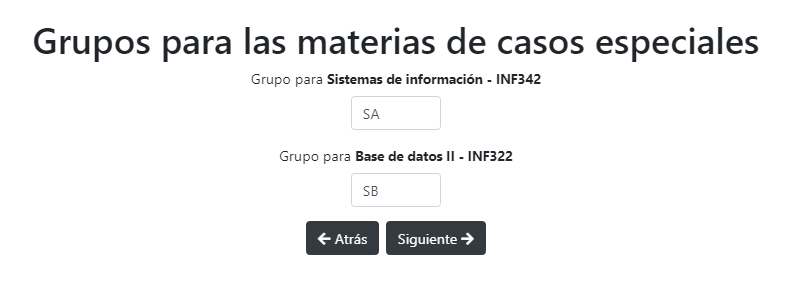 Grupos para las materias de casos especiales
Grupo para Sistemas de información - INF342
SA
Grupo para Base de datos II - INF322
SB
Atrás Siguiente